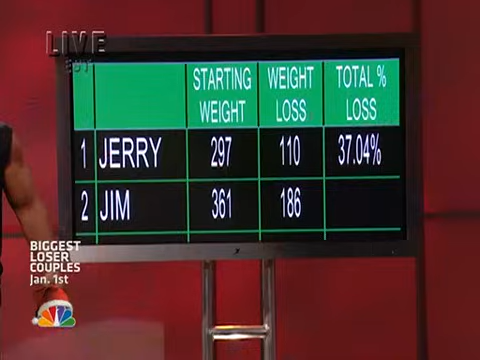 LIVE
EST
STARTING WEIGHT WEIGHT LOSS TOTAL % LOSS
1 JERRY 297 110 37.04%
2 JIM 361 186
BIGGEST
LOSER
COUPLES
Jan. 1st